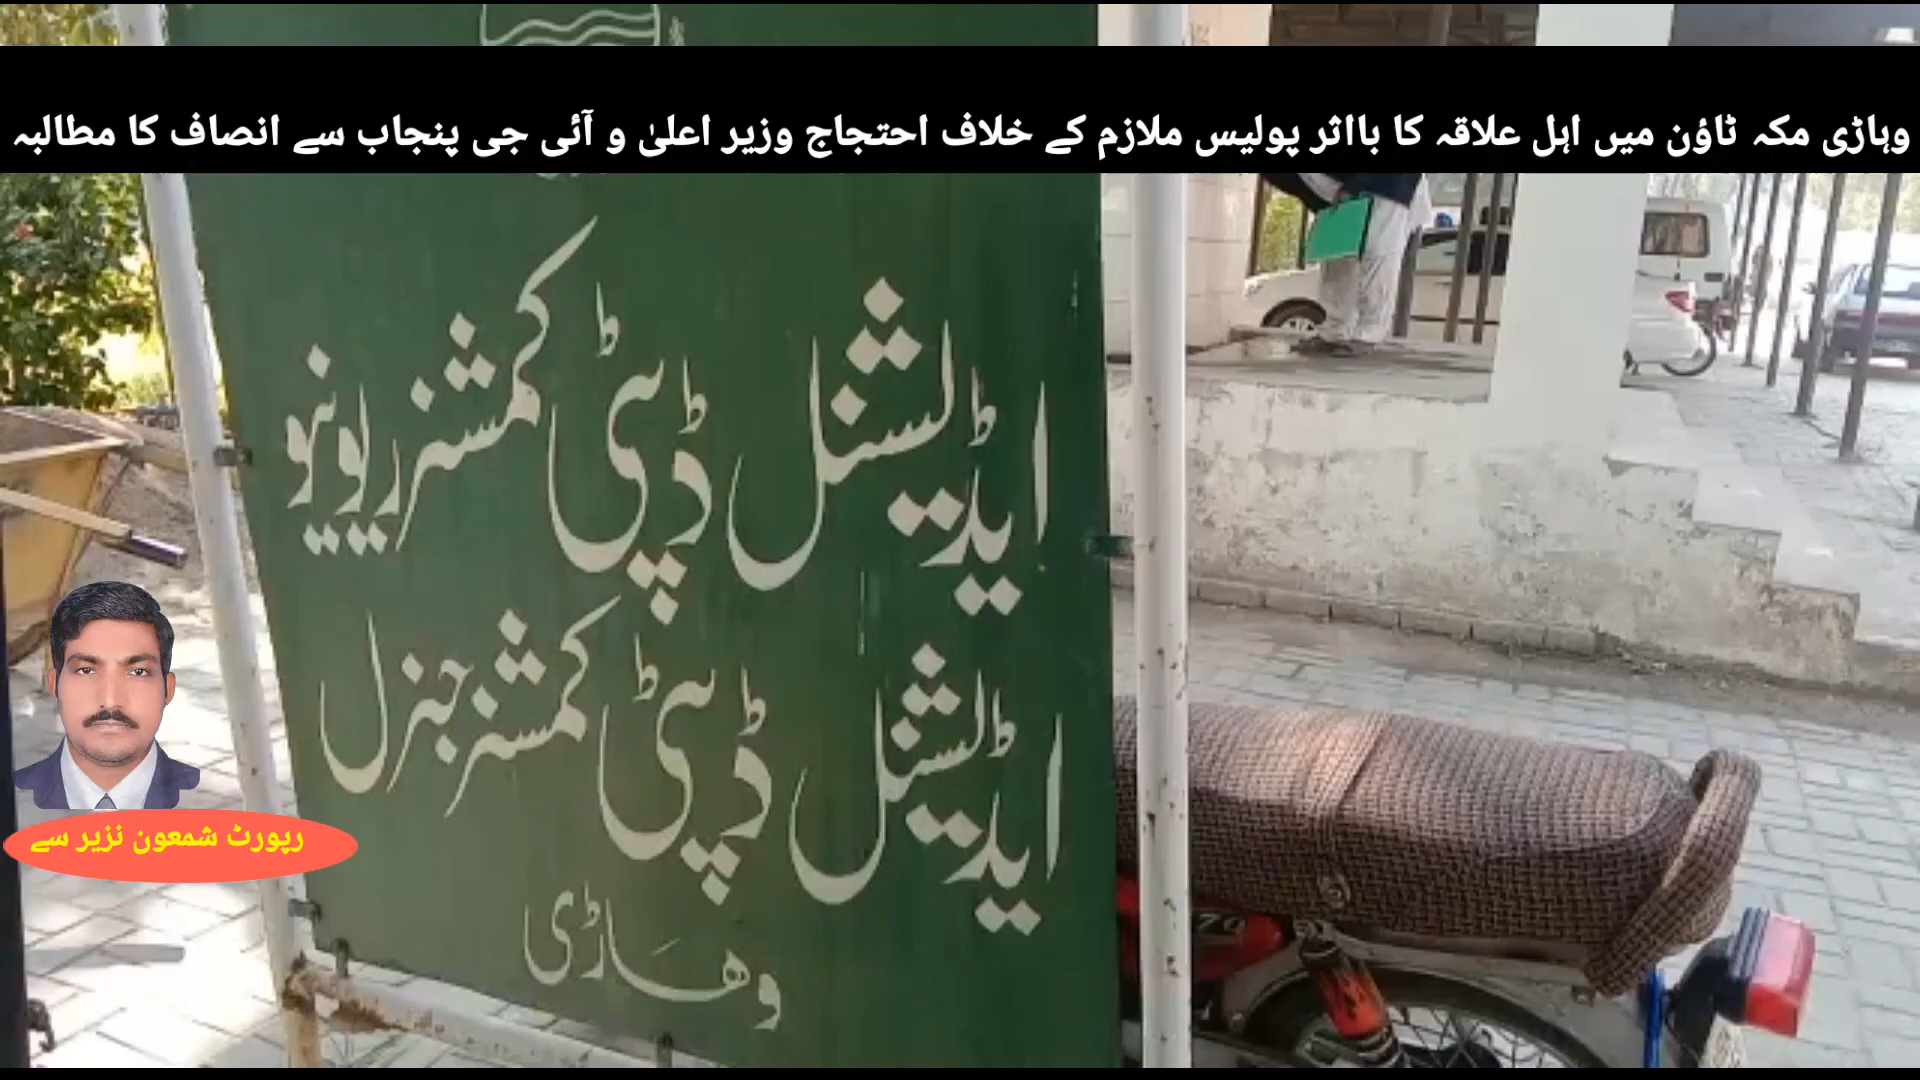 وہاڑی مکہ ٹاؤن میں اہل علاقہ کا بااثر پولیس ملازم کے خلاف احتجاج وزیر اعلیٰ و آئی جی پنجاب سے انصاف کا مطالبہ
ایڈیشنل ڈپٹی کمشنر ریونیو
ایڈیشنل ڈپٹی کمشنر جنرل
وھاڑی
رپورٹ شمعون نزیر سے